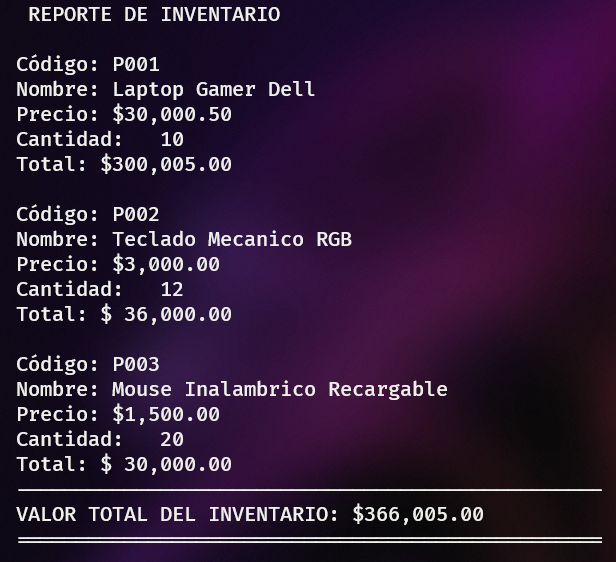 REPORTE DE INVENTARIO
Código: P001
Nombre: Laptop Gamer Dell
Precio: $30,000.50
Cantidad:   10
Total: $300,005.00
Código: P002
Nombre: Teclado Mecanico RGB
Precio: $3,000.00
Cantidad:   12
Total: $ 36,000.00
Código: P003
Nombre: Mouse Inalambrico Recargable
Precio: $1,500.00
Cantidad:   20
Total: $ 30,000.00
VALOR TOTAL DEL INVENTARIO: $366,005.00